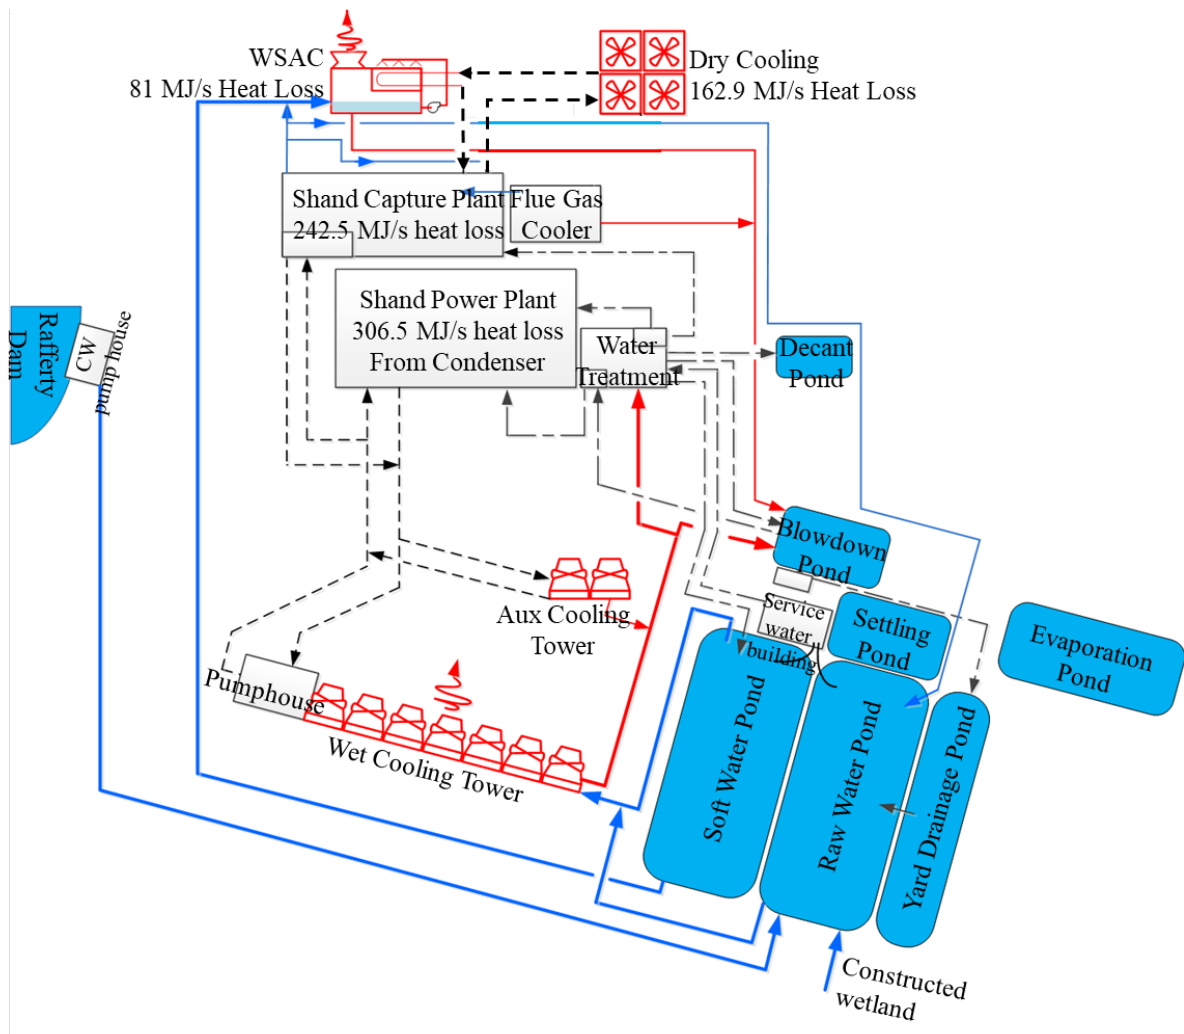 WSAC
81 MJ/s Heat Loss
Dry Cooling
162.9 MJ/s Heat Loss
Shand Capture Plant
242.5 MJ/s heat loss
Flue Gas
Cooler
Shand Power Plant
306.5 MJ/s heat loss
From Condenser
Water
Treatment
Decant
Pond
Rafferty
Dam
CW
pump house
Blowdown
Pond
Service
water
building
Settling
Pond
Evaporation
Pond
Aux Cooling
Tower
Pumphouse
Wet Cooling Tower
Soft Water Pond
Raw Water Pond
Yard Drainage Pond
Constructed
wetland